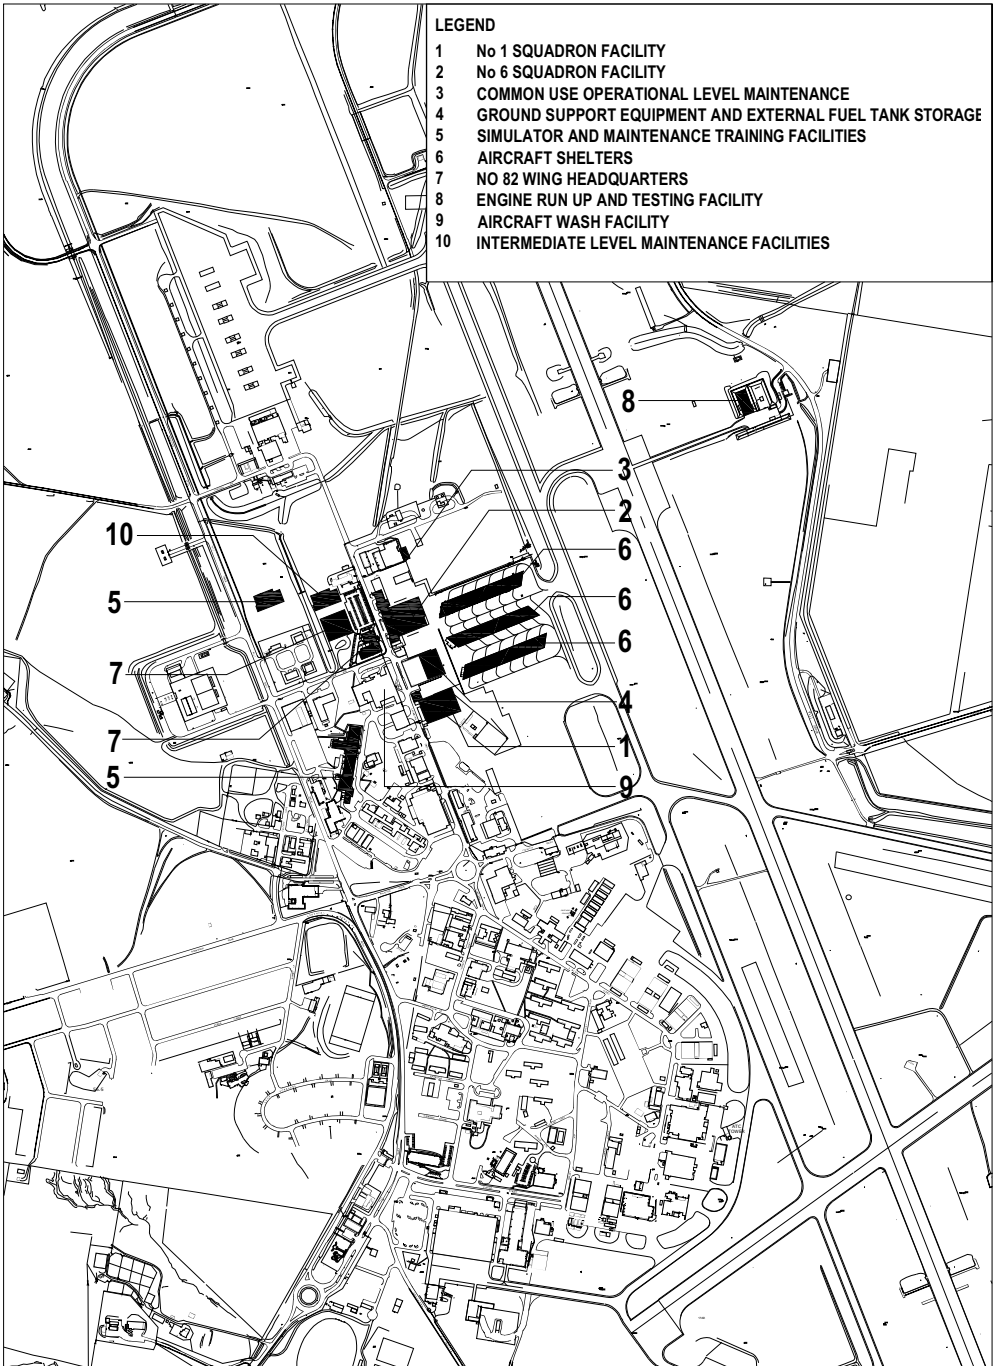 LEGEND
1 No 1 SQUADRON FACILITY
2 No 6 SQUADRON FACILITY
3 COMMON USE OPERATIONAL LEVEL MAINTENANCE
4 GROUND SUPPORT EQUIPMENT AND EXTERNAL FUEL TANK STORAGE
5 SIMULATOR AND MAINTENANCE TRAINING FACILITIES
6 AIRCRAFT SHELTERS
7 NO 82 WING HEADQUARTERS
8 ENGINE RUN UP AND TESTING FACILITY
9 AIRCRAFT WASH FACILITY
10 INTERMEDIATE LEVEL MAINTENANCE FACILITIES
8
3
2
10
6
5
6
6
7
4
7
1
5
9
ATC
TOWER